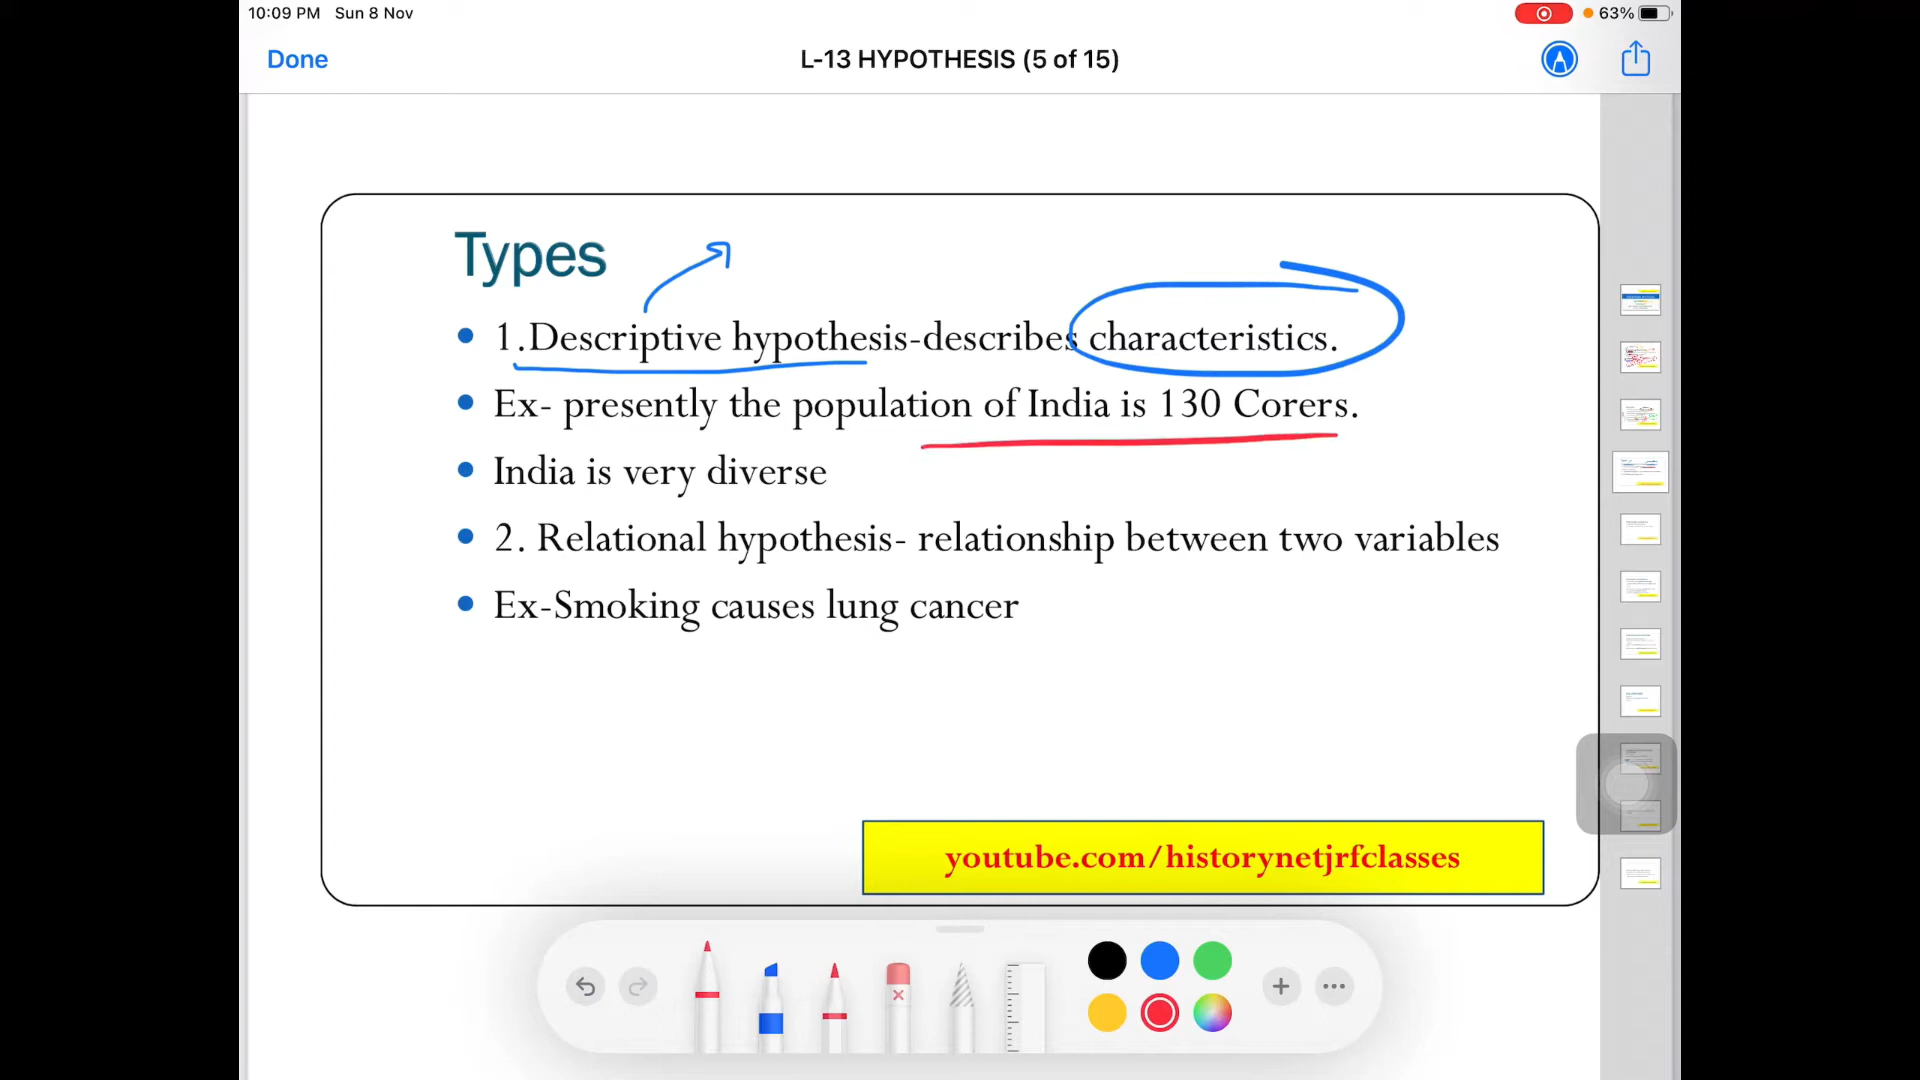 10:09 PM Sun 8 Nov
63%
Done
L-13 HYPOTHESIS (5 of 15)
Types
1.Descriptive hypothesis-describes characteristics.
Ex- presently the population of India is 130 Corers.
India is very diverse
2. Relational hypothesis- relationship between two variables
Ex-Smoking causes lung cancer
youtube.com/historynetjrfclasses